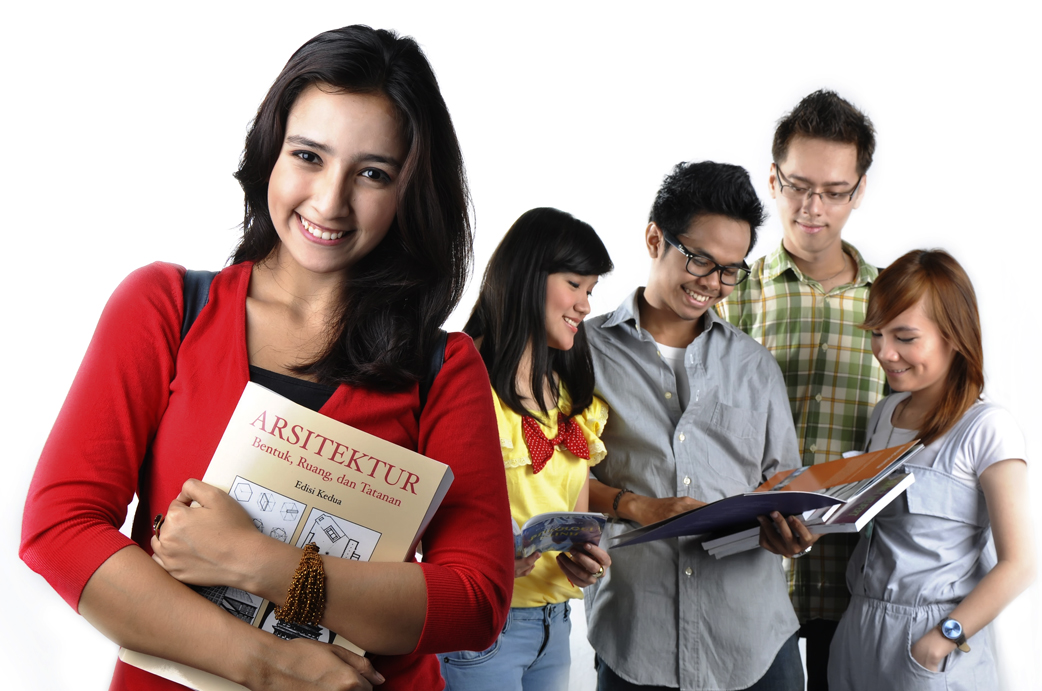 ARSITEKTUR
Bentuk, Ruang, dan Tatanan
Edisi Kedua